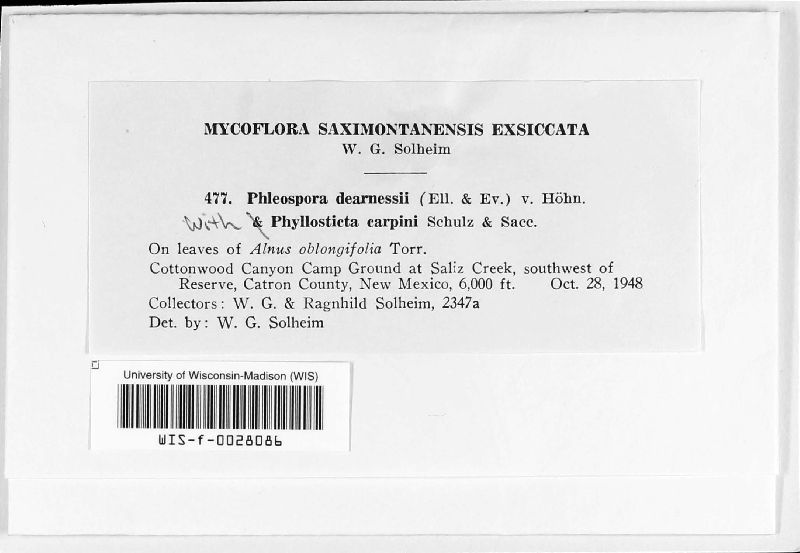 MYCOFLORA SAXIMONTANENSIS EXSICCATA
W. G. Solheim
477. Phleospora dearnessii (Ell. & Ev.) v. Höhn.
With & Phyllosticta carpini Schulz & Sacc.
On leaves of Alnus oblongifolia Torr.
Cottonwood Canyon Camp Ground at Saliz Creek, southwest of
Reserve, Catron County, New Mexico, 6,000 ft. Oct. 28, 1948
Collectors: W. G. & Ragnhild Solheim, 2347a
Det. by: W. G. Solheim
University of Wisconsin-Madison (WIS)
WIS-f-0028086